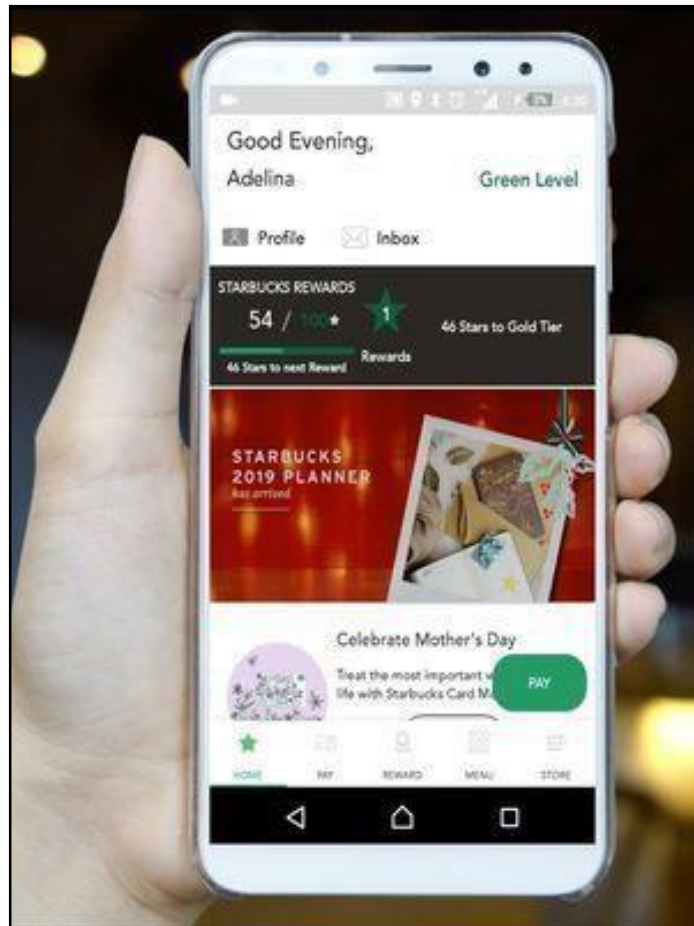 Good Evening,
Adelina
Green Level
Profile
Inbox
STARBUCKS REWARDS
54 / 100
1
46 Stars to Gold Tier
46 Stars to next Reward
Rewards
STARBUCKS
2019 PLANNER
has arrived
Celebrate Mother's Day
Treat the most important
life with Starbucks Card
PAY
HOME
PAY
REWARD
MENU
STORE